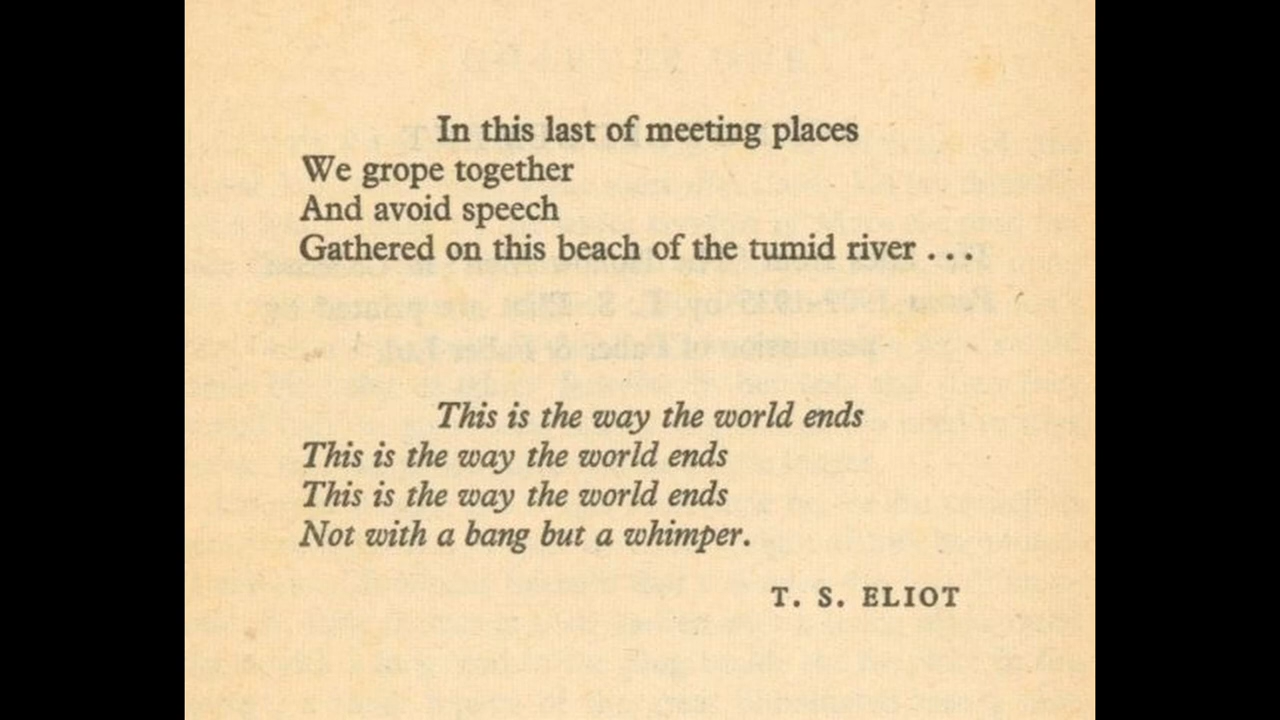 In this last of meeting places
We grope together
And avoid speech
Gathered on this beach of the tumid river . . .
This is the way the world ends
This is the way the world ends
This is the way the world ends
Not with a bang but a whimper.
T. S. ELIOT